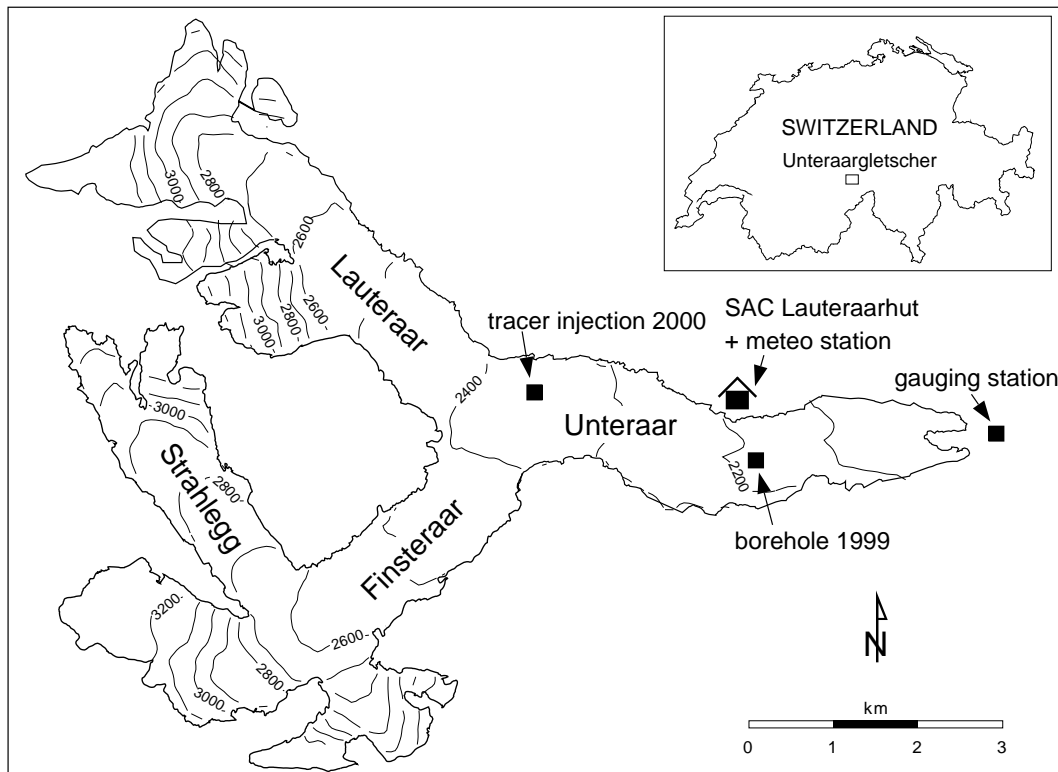 SWITZERLAND
Unteraargletscher
3000
2800
2600
Lauteraar
3000
2800
2600
tracer injection 2000
SAC Lauteraarhut
+ meteo station
gauging station
2400
Unteraar
2200
borehole 1999
3000
Strahlegg
2800
Finsteraar
3200
2600
2800
3000
N
km
0 1 2 3